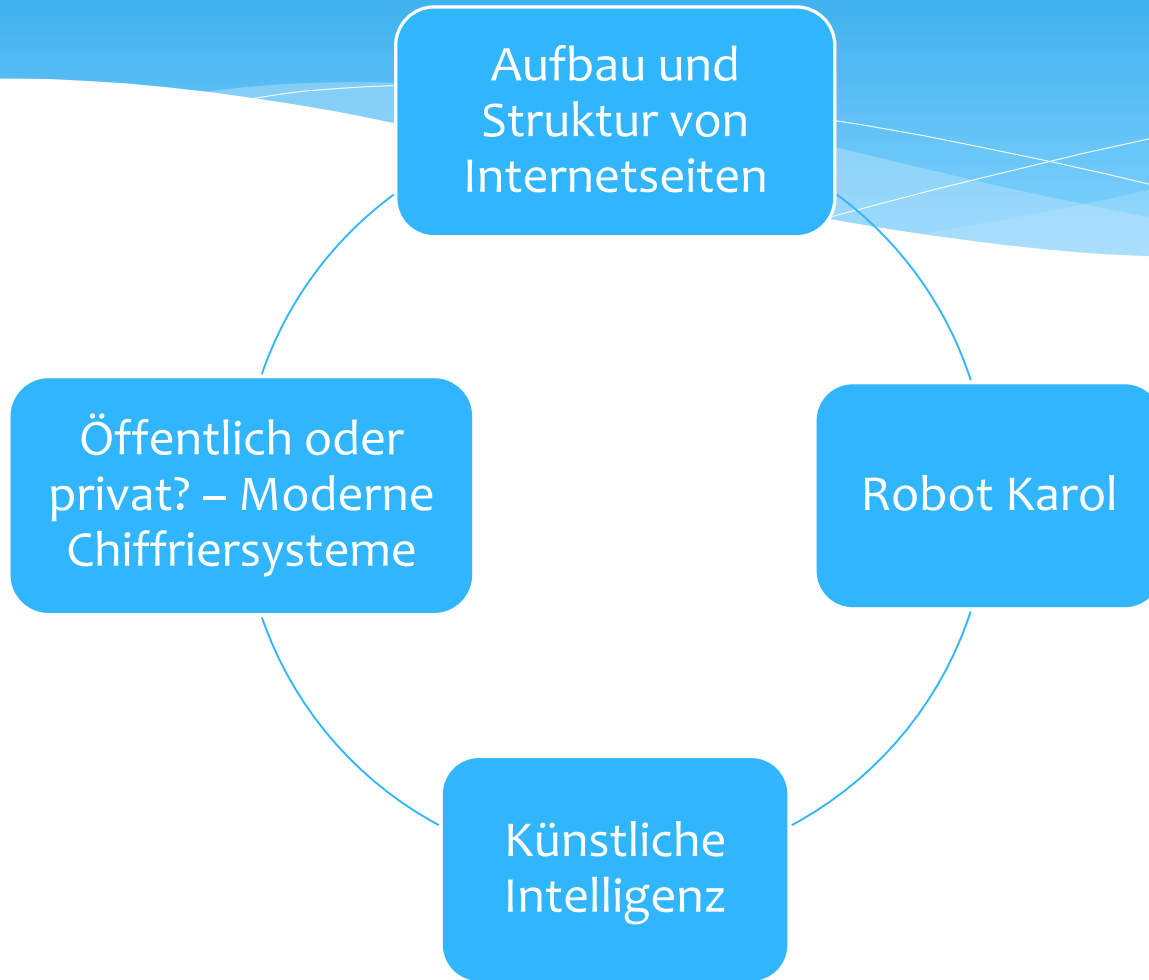 Aufbau und
Struktur von
Internetseiten
Öffentlich oder
privat? – Moderne
Chiffriersysteme
Robot Karol
Künstliche
Intelligenz